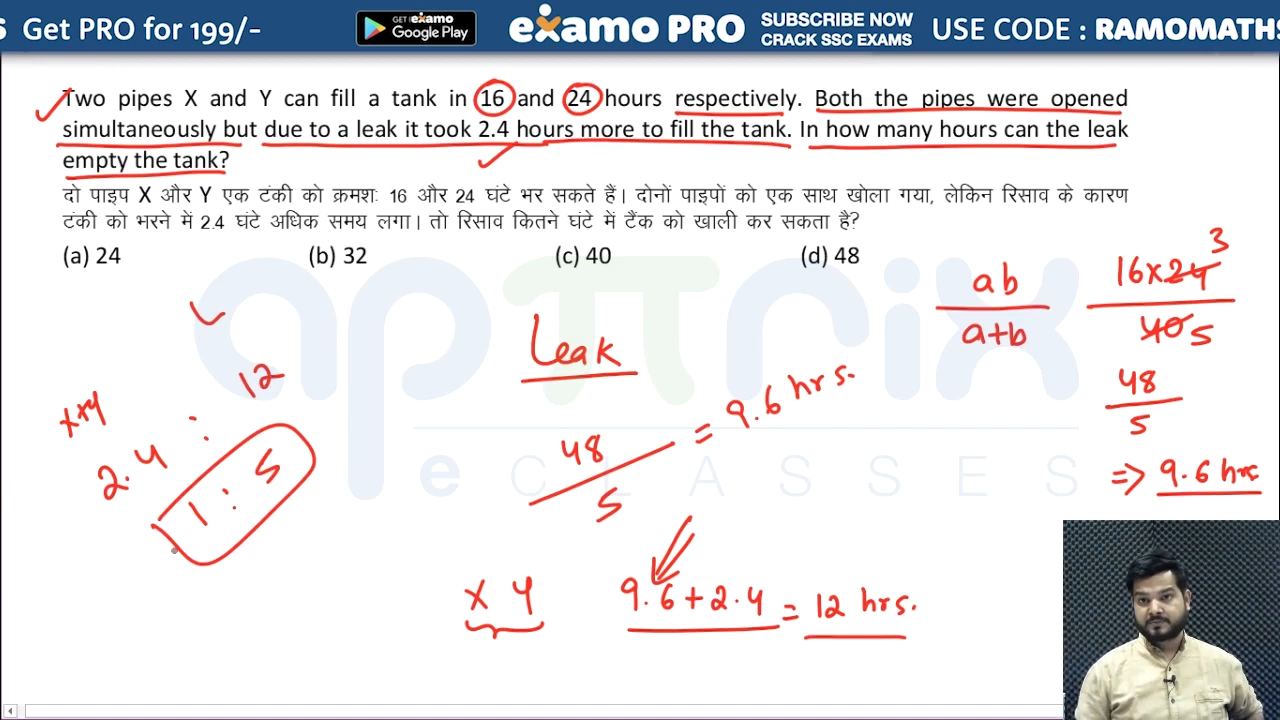 S Get PRO for 199/-
GET IT examo
Google Play
examo PRO
SUBSCRIBE NOW
CRACK SSC EXAMS
USE CODE : RAMOMATHS
Two pipes X and Y can fill a tank in 16 and 24 hours respectively. Both the pipes were opened
simultaneously but due to a leak it took 2.4 hours more to fill the tank. In how many hours can the leak
empty the tank?
दो पाइप X और Y एक टंकी को क्रमश: 16 और 24 घंटे भर सकते हैं। दोनों पाइपों को एक साथ खोला गया, लेकिन रिसाव के कारण
टंकी को भरने में 2.4 घंटे अधिक समय लगा। तो रिसाव कितने घंटे में टैंक को खाली कर सकता है?
(a) 24 (b) 32 (c) 40 (d) 48
ab
a+b
16×24 3
40 5
48
5
=> 9.6 hrs
Leak
48
5
= 9.6 hrs.
x+y
2.4 : 12
1 : 5
X Y
9.6+2.4 = 12 hrs.
e CLASSES